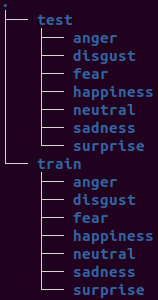 .
├── test
│   ├── anger
│   ├── disgust
│   ├── fear
│   ├── happiness
│   ├── neutral
│   ├── sadness
│   └── surprise
└── train
    ├── anger
    ├── disgust
    ├── fear
    ├── happiness
    ├── neutral
    ├── sadness
    └── surprise